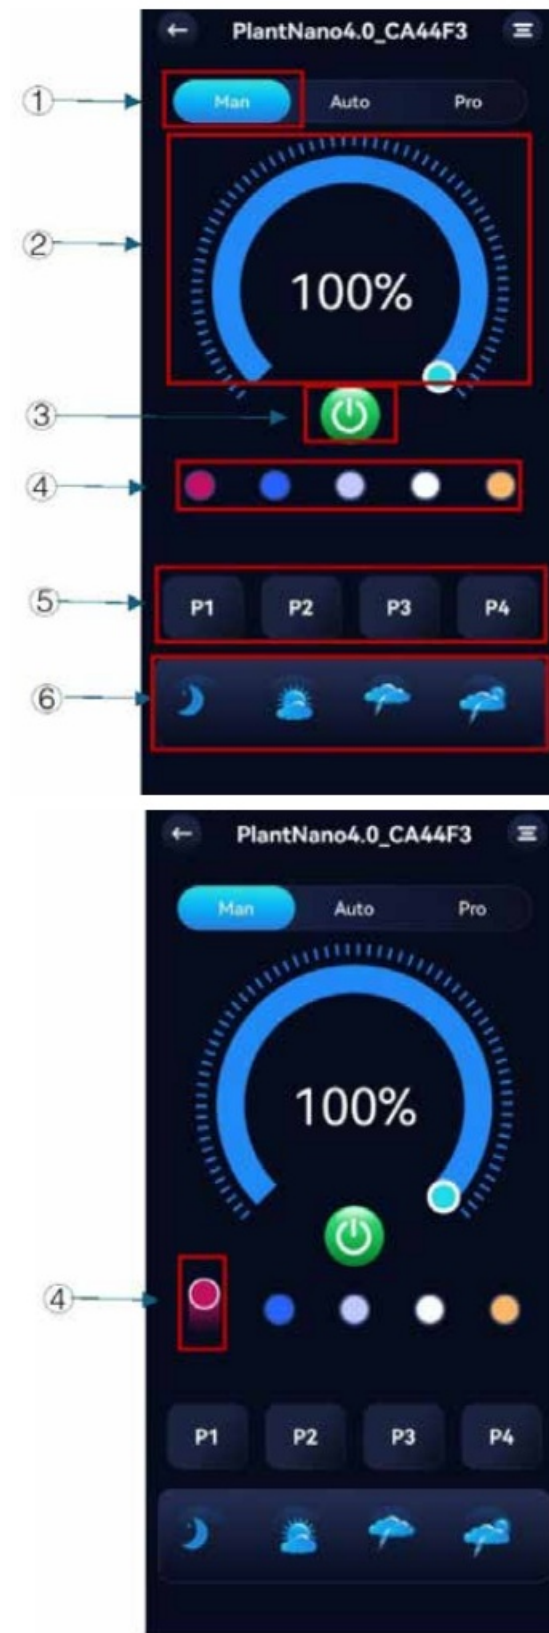 PlantNano4.0_CA44F3
① Man Auto Pro
② 100%
③
④
⑤ P1 P2 P3 P4
⑥
PlantNano4.0_CA44F3
Man Auto Pro
100%
④
P1 P2 P3 P4